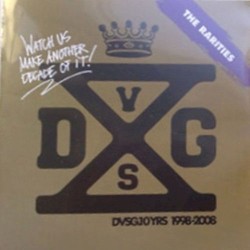 WATCH US
MAKE ANOTHER
DECADE OF IT!
THE RARITIES
V
D G
S
DVSG10YRS 1998-2008